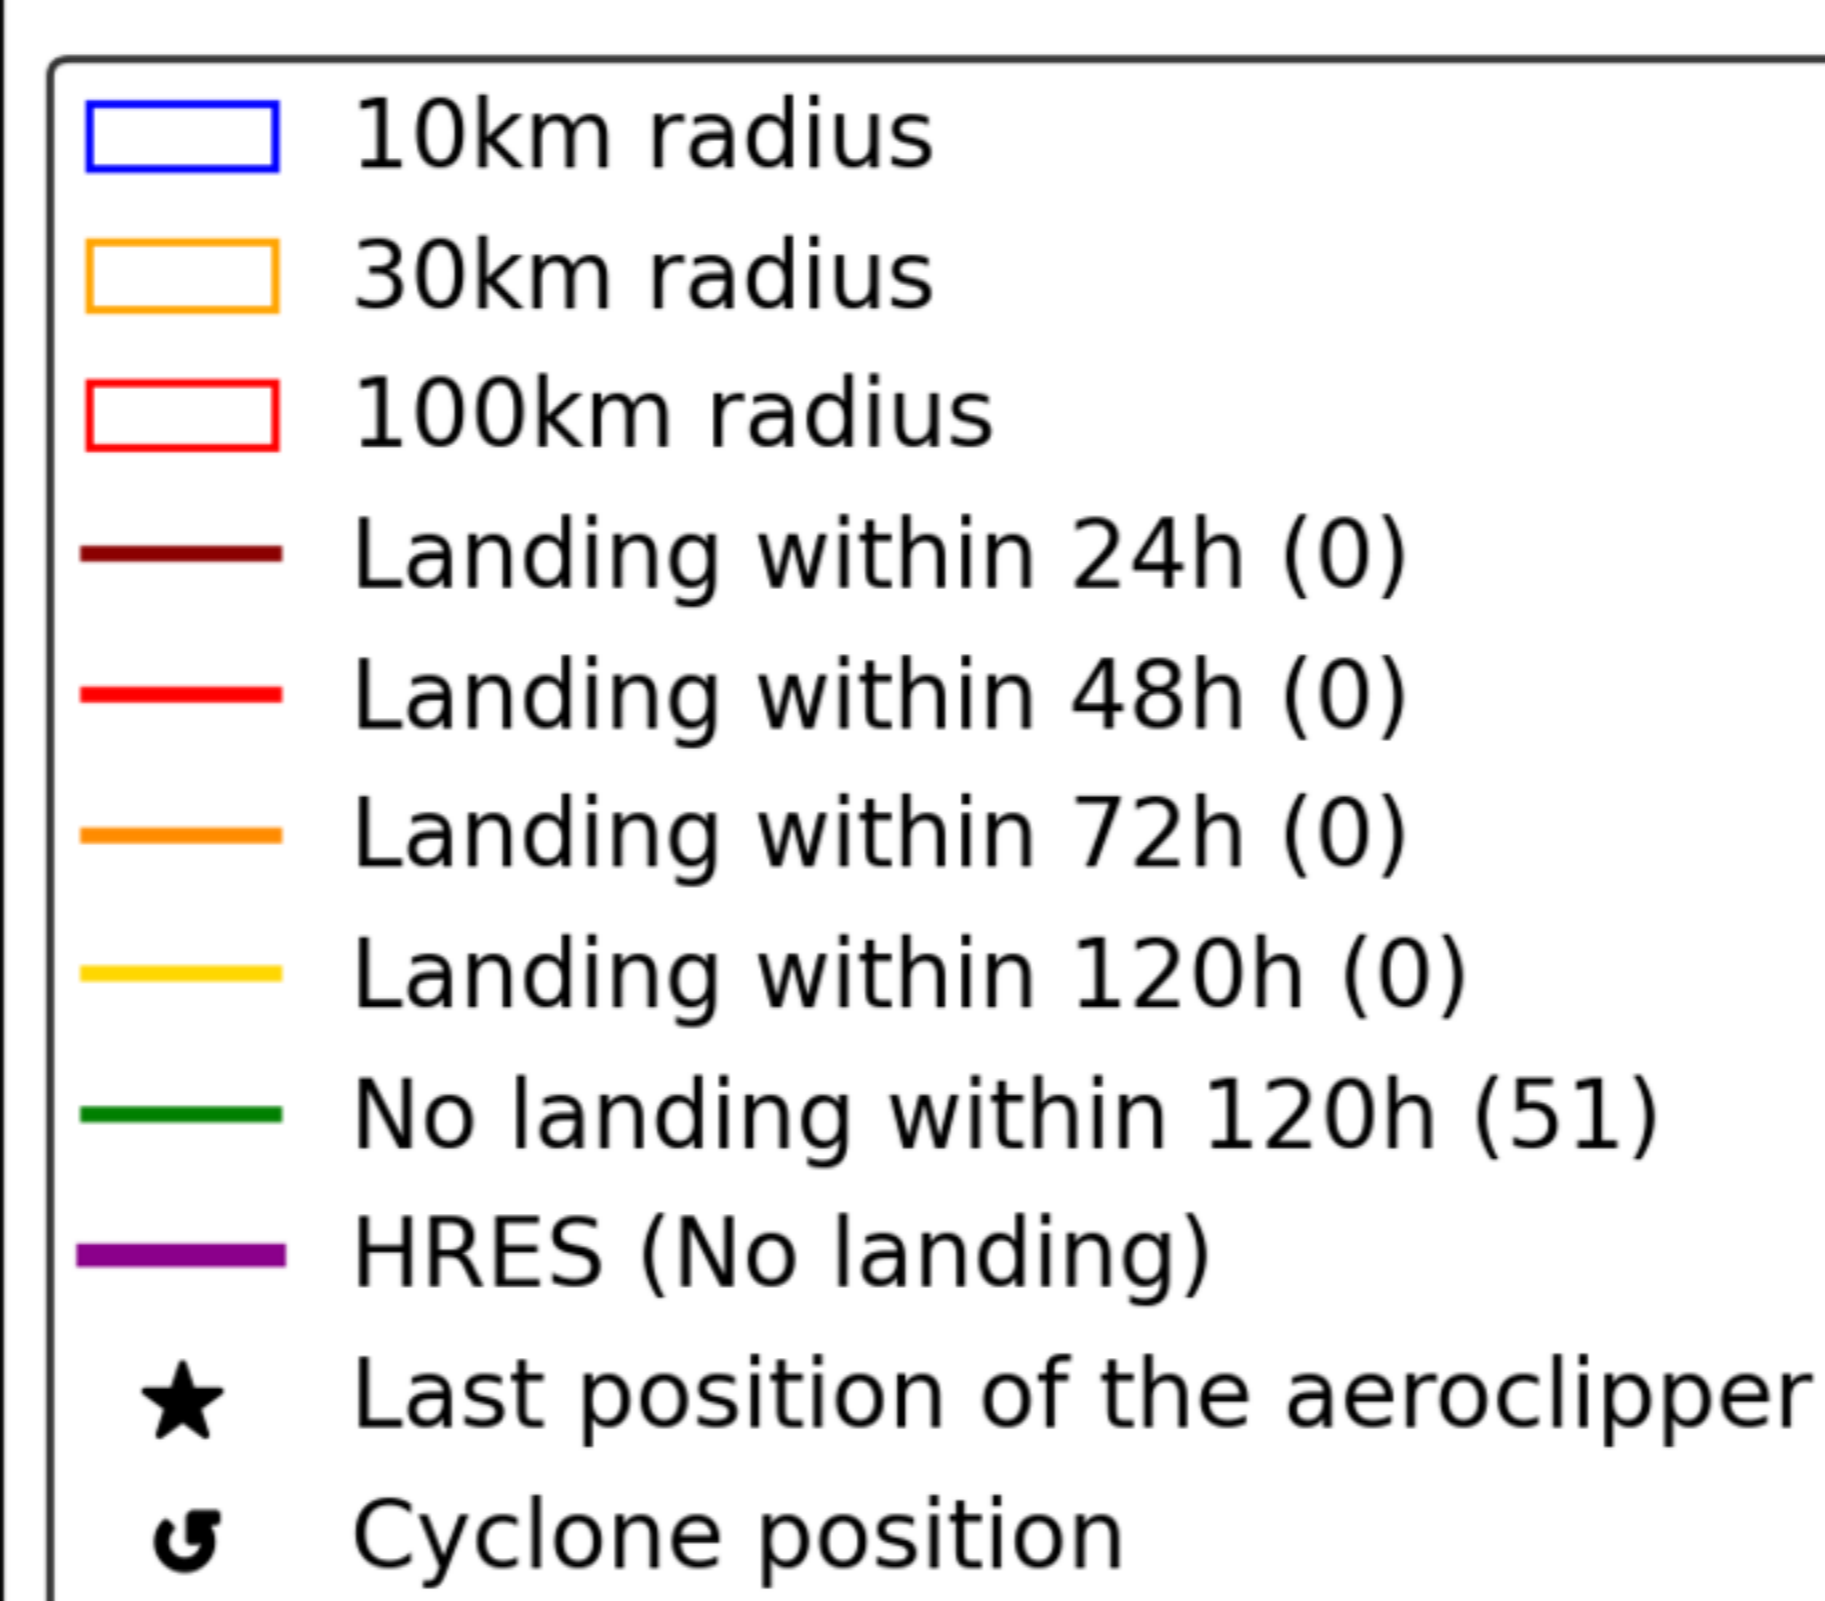 10km radius
30km radius
100km radius
Landing within 24h (0)
Landing within 48h (0)
Landing within 72h (0)
Landing within 120h (0)
No landing within 120h (51)
HRES (No landing)
Last position of the aeroclipper
Cyclone position